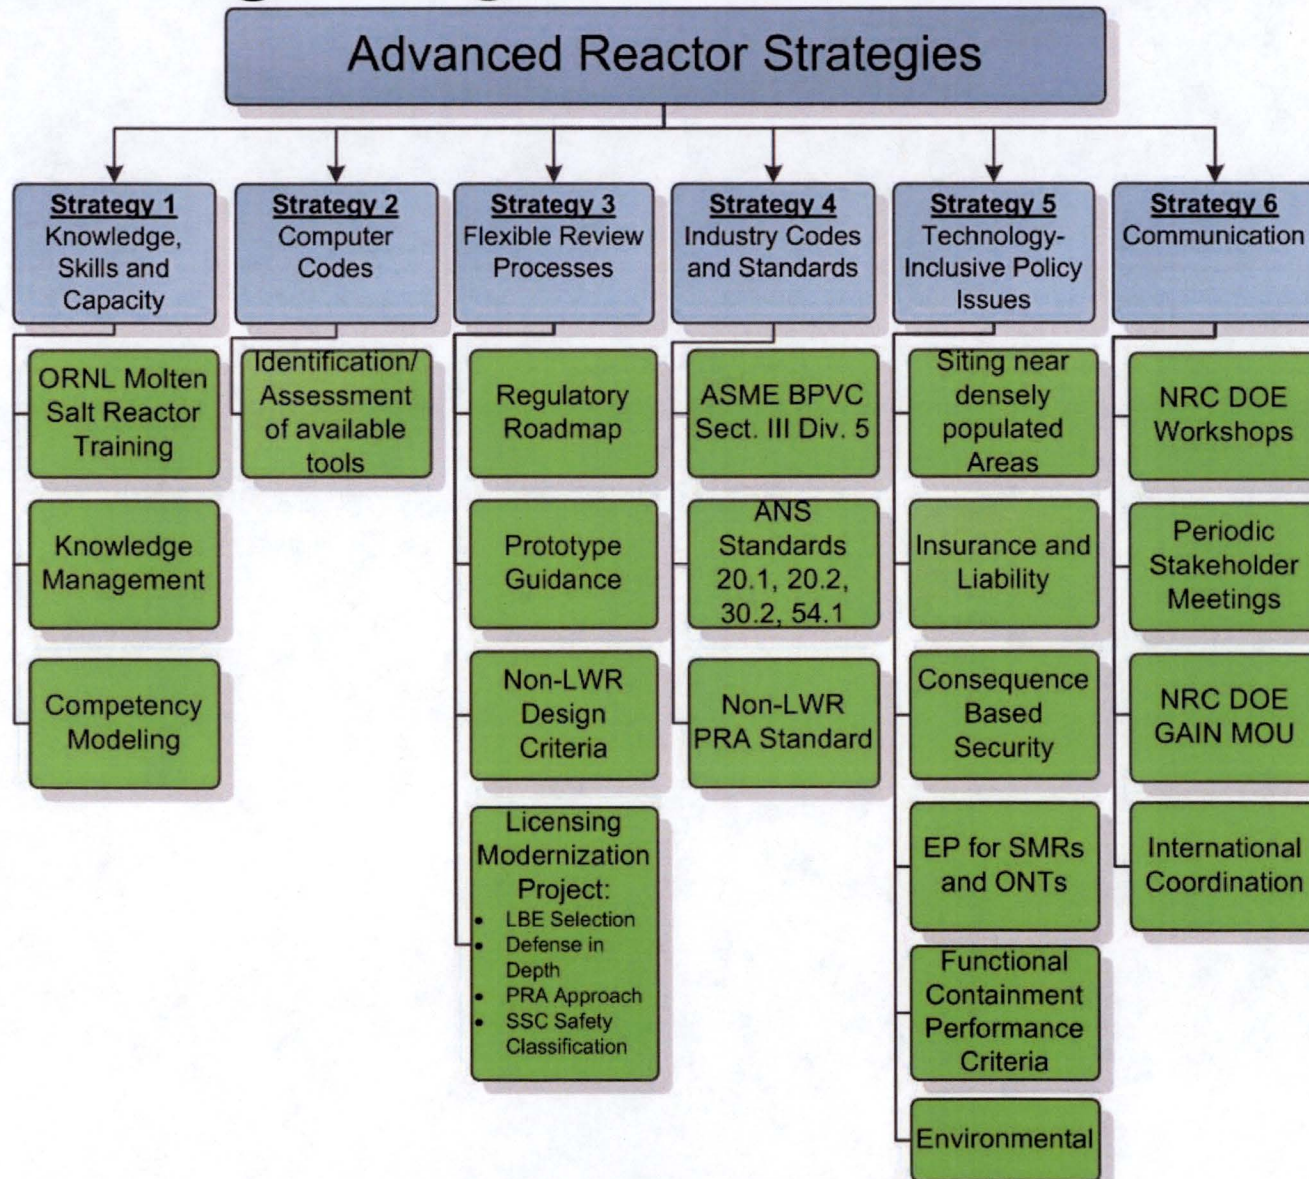 Advanced Reactor Strategies
Strategy 1
Knowledge,
Skills and
Capacity
ORNL Molten
Salt Reactor
Training
Knowledge
Management
Competency
Modeling
Strategy 2
Computer
Codes
Identification/
Assessment
of available
tools
Strategy 3
Flexible Review
Processes
Regulatory
Roadmap
Prototype
Guidance
Non-LWR
Design
Criteria
Licensing
Modernization
Project:
• LBE Selection
• Defense in
Depth
• PRA Approach
• SSC Safety
Classification
Strategy 4
Industry Codes
and Standards
ASME BPVC
Sect. III Div. 5
ANS
Standards
20.1, 20.2,
30.2, 54.1
Non-LWR
PRA Standard
Strategy 5
Technology-
Inclusive Policy
Issues
Siting near
densely
populated
Areas
Insurance and
Liability
Consequence
Based
Security
EP for SMRs
and ONTs
Functional
Containment
Performance
Criteria
Environmental
Strategy 6
Communication
NRC DOE
Workshops
Periodic
Stakeholder
Meetings
NRC DOE
GAIN MOU
International
Coordination